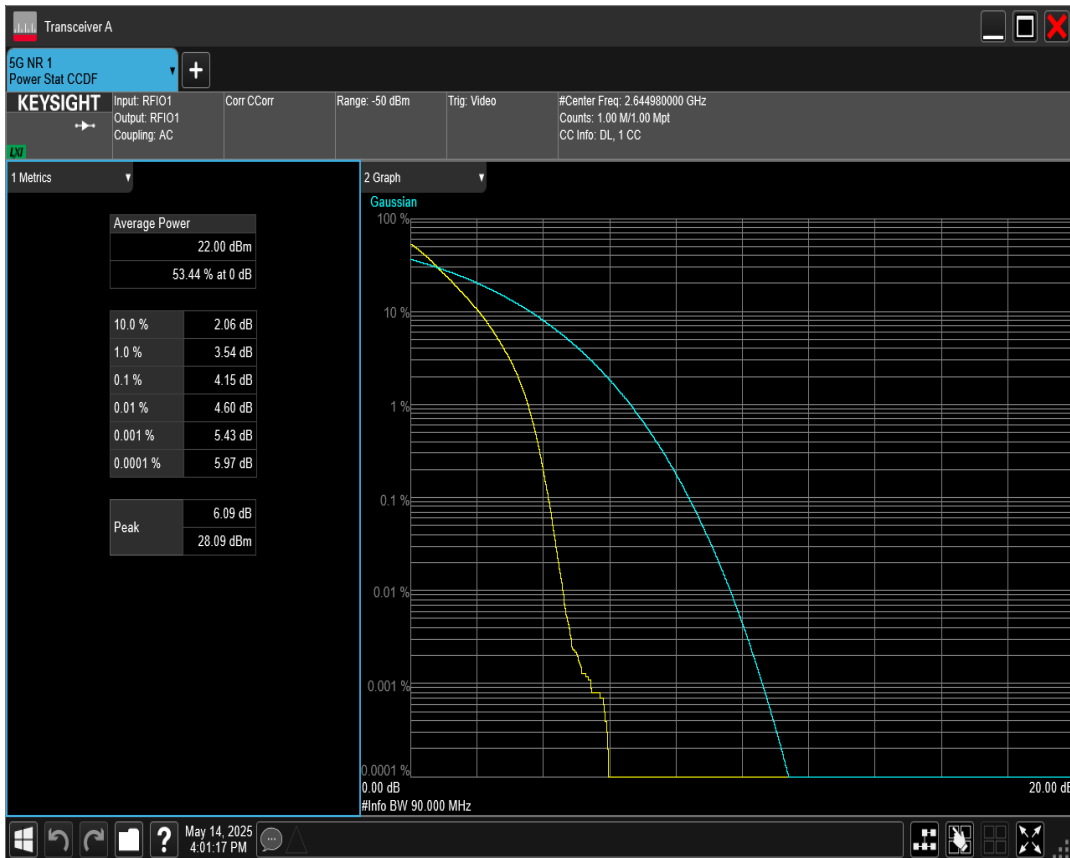 Transceiver A
5G NR 1
Power Stat CCDF
+
KEYSIGHT
LXI
Input: RFIO1
Output: RFIO1
Coupling: AC
Corr CCorr
Range: -50 dBm
Trig: Video
#Center Freq: 2.644980000 GHz
Counts: 1.00 M/1.00 Mpt
CC Info: DL, 1 CC
1 Metrics
Average Power
22.00 dBm
53.44 % at 0 dB
10.0 % 2.06 dB
1.0 % 3.54 dB
0.1 % 4.15 dB
0.01 % 4.60 dB
0.001 % 5.43 dB
0.0001 % 5.97 dB
Peak
6.09 dB
28.09 dBm
2 Graph
Gaussian
100 %
10 %
1 %
0.1 %
0.01 %
0.001 %
0.0001 %
0.00 dB
20.00 dB
#Info BW 90.000 MHz
?
May 14, 2025
4:01:17 PM